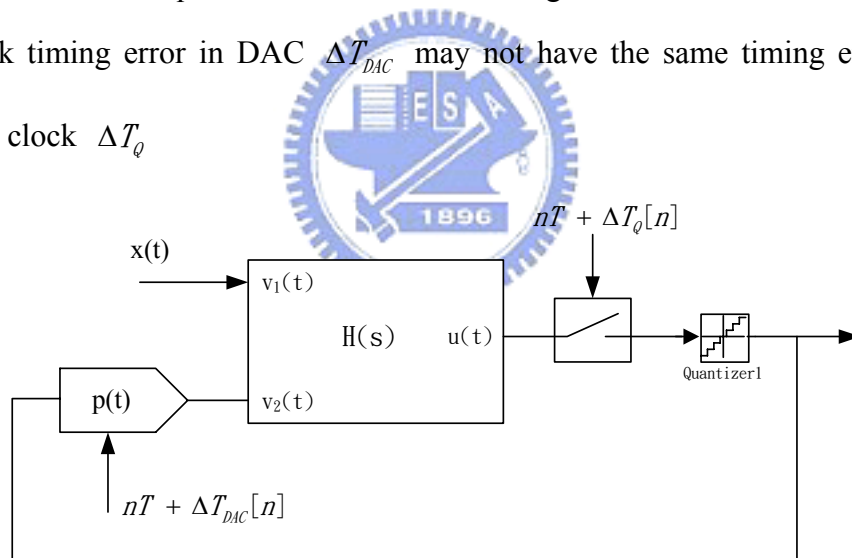 k timing error in DAC ΔT_DAC may not have the same timing e
ESA
clock ΔT_Q
1896
nT + ΔT_Q[n]
x(t)
v₁(t)
H(s)
u(t)
Quantizer1
p(t)
v₂(t)
nT + ΔT_DAC[n]